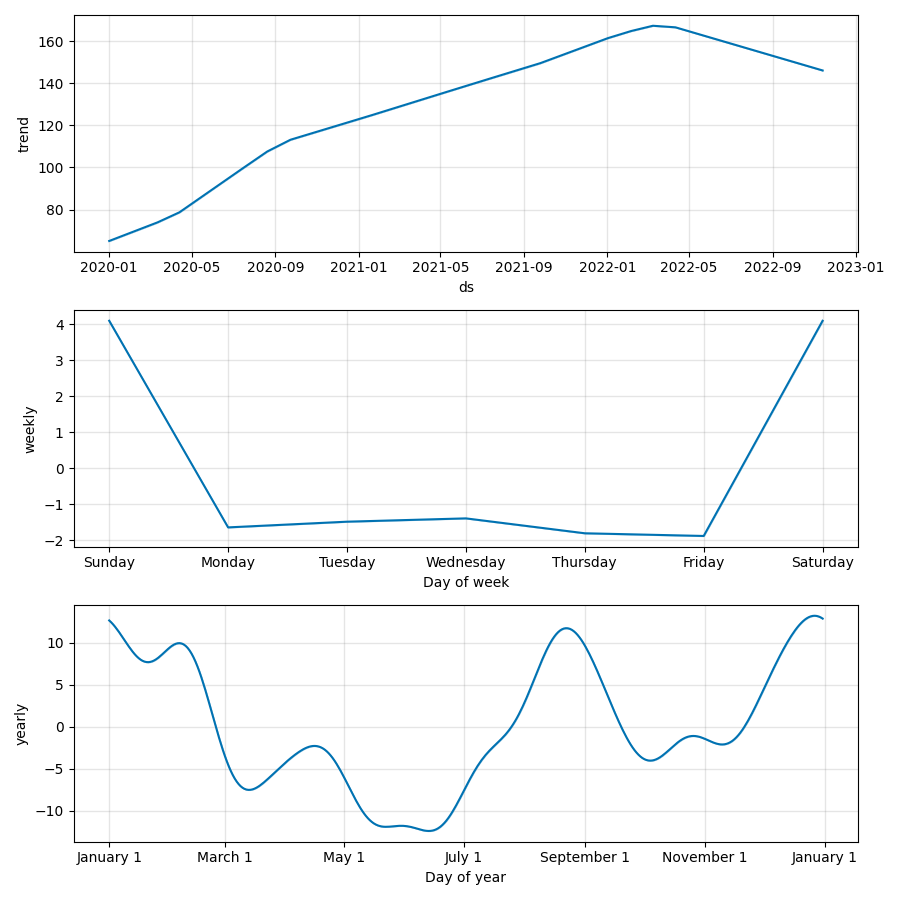 160
140
120
100
80
trend
2020-01 2020-05 2020-09 2021-01 2021-05 2021-09 2022-01 2022-05 2022-09 2023-01
ds
4
3
2
1
0
−1
−2
weekly
Sunday Monday Tuesday Wednesday Thursday Friday Saturday
Day of week
10
5
0
−5
−10
yearly
January 1 March 1 May 1 July 1 September 1 November 1 January 1
Day of year